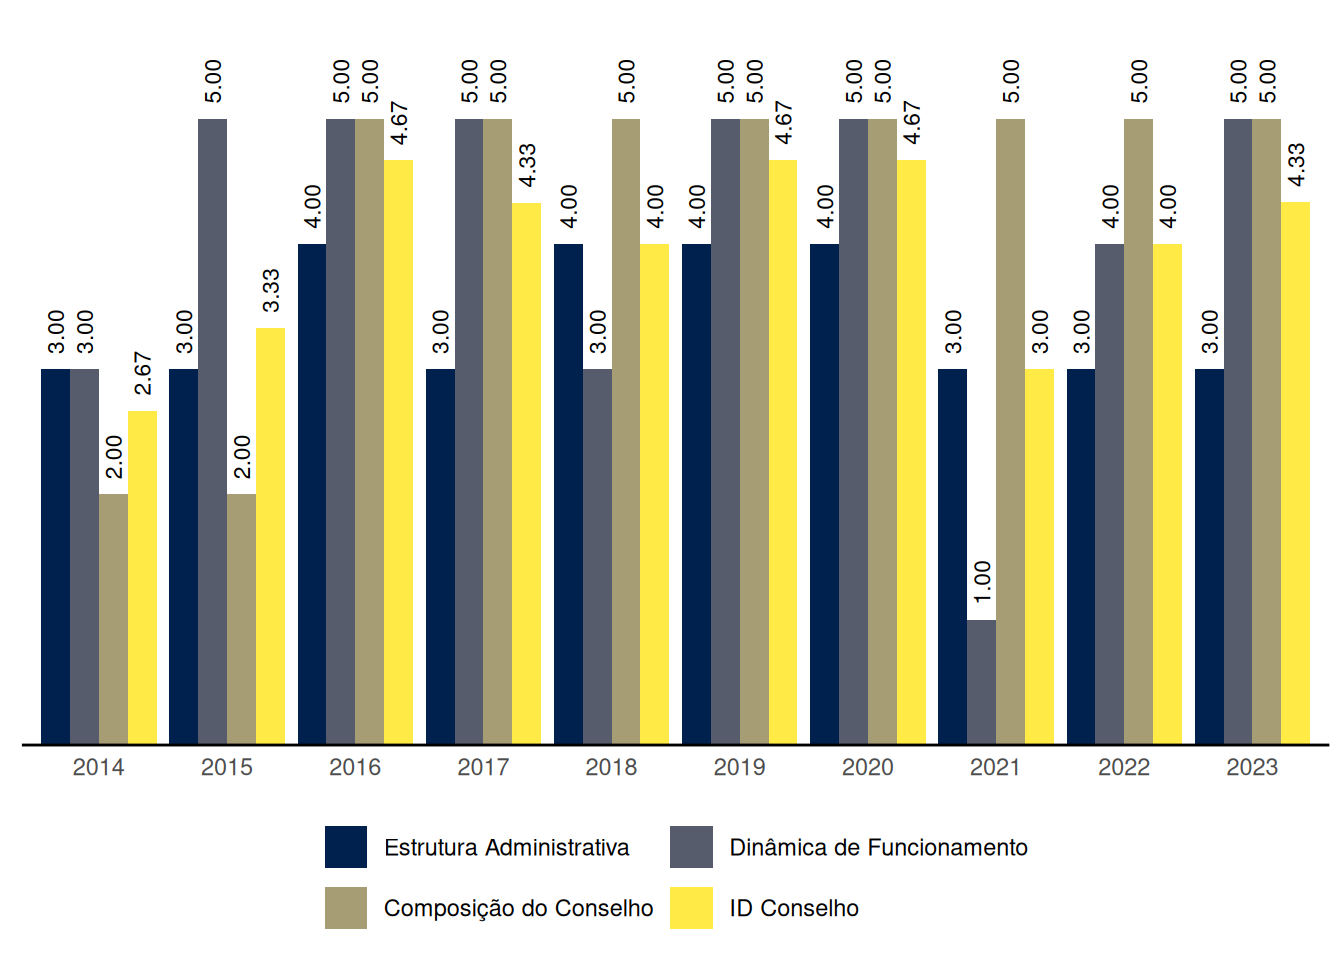 3.00 3.00 2.00 2.67 3.00 5.00 2.00 3.33 4.00 5.00 5.00 4.67 3.00 5.00 5.00 4.33 4.00 3.00 5.00 4.00 4.00 5.00 5.00 4.67 4.00 5.00 5.00 4.67 3.00 1.00 5.00 3.00 3.00 4.00 5.00 4.00 3.00 5.00 5.00 4.33
2014 2015 2016 2017 2018 2019 2020 2021 2022 2023
Estrutura Administrativa Dinâmica de Funcionamento
Composição do Conselho ID Conselho